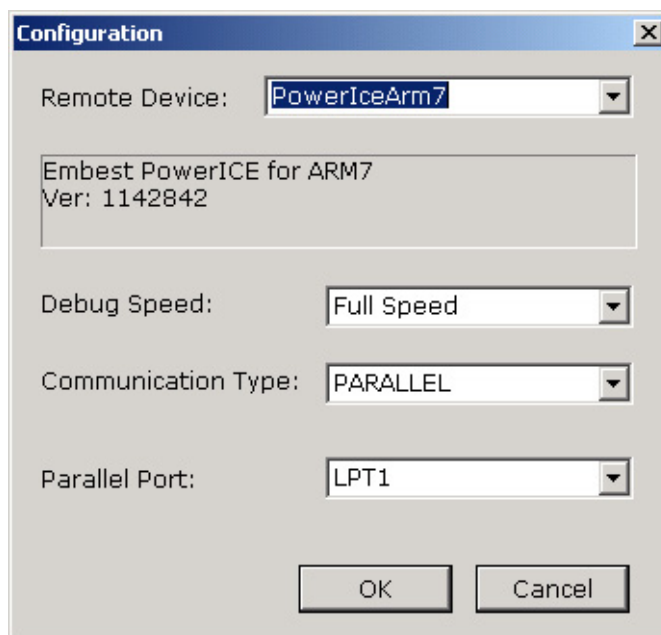 Configuration
Remote Device: PowerIceArm7
Embest PowerICE for ARM7
Ver: 1142842
Debug Speed: Full Speed
Communication Type: PARALLEL
Parallel Port: LPT1
OK Cancel